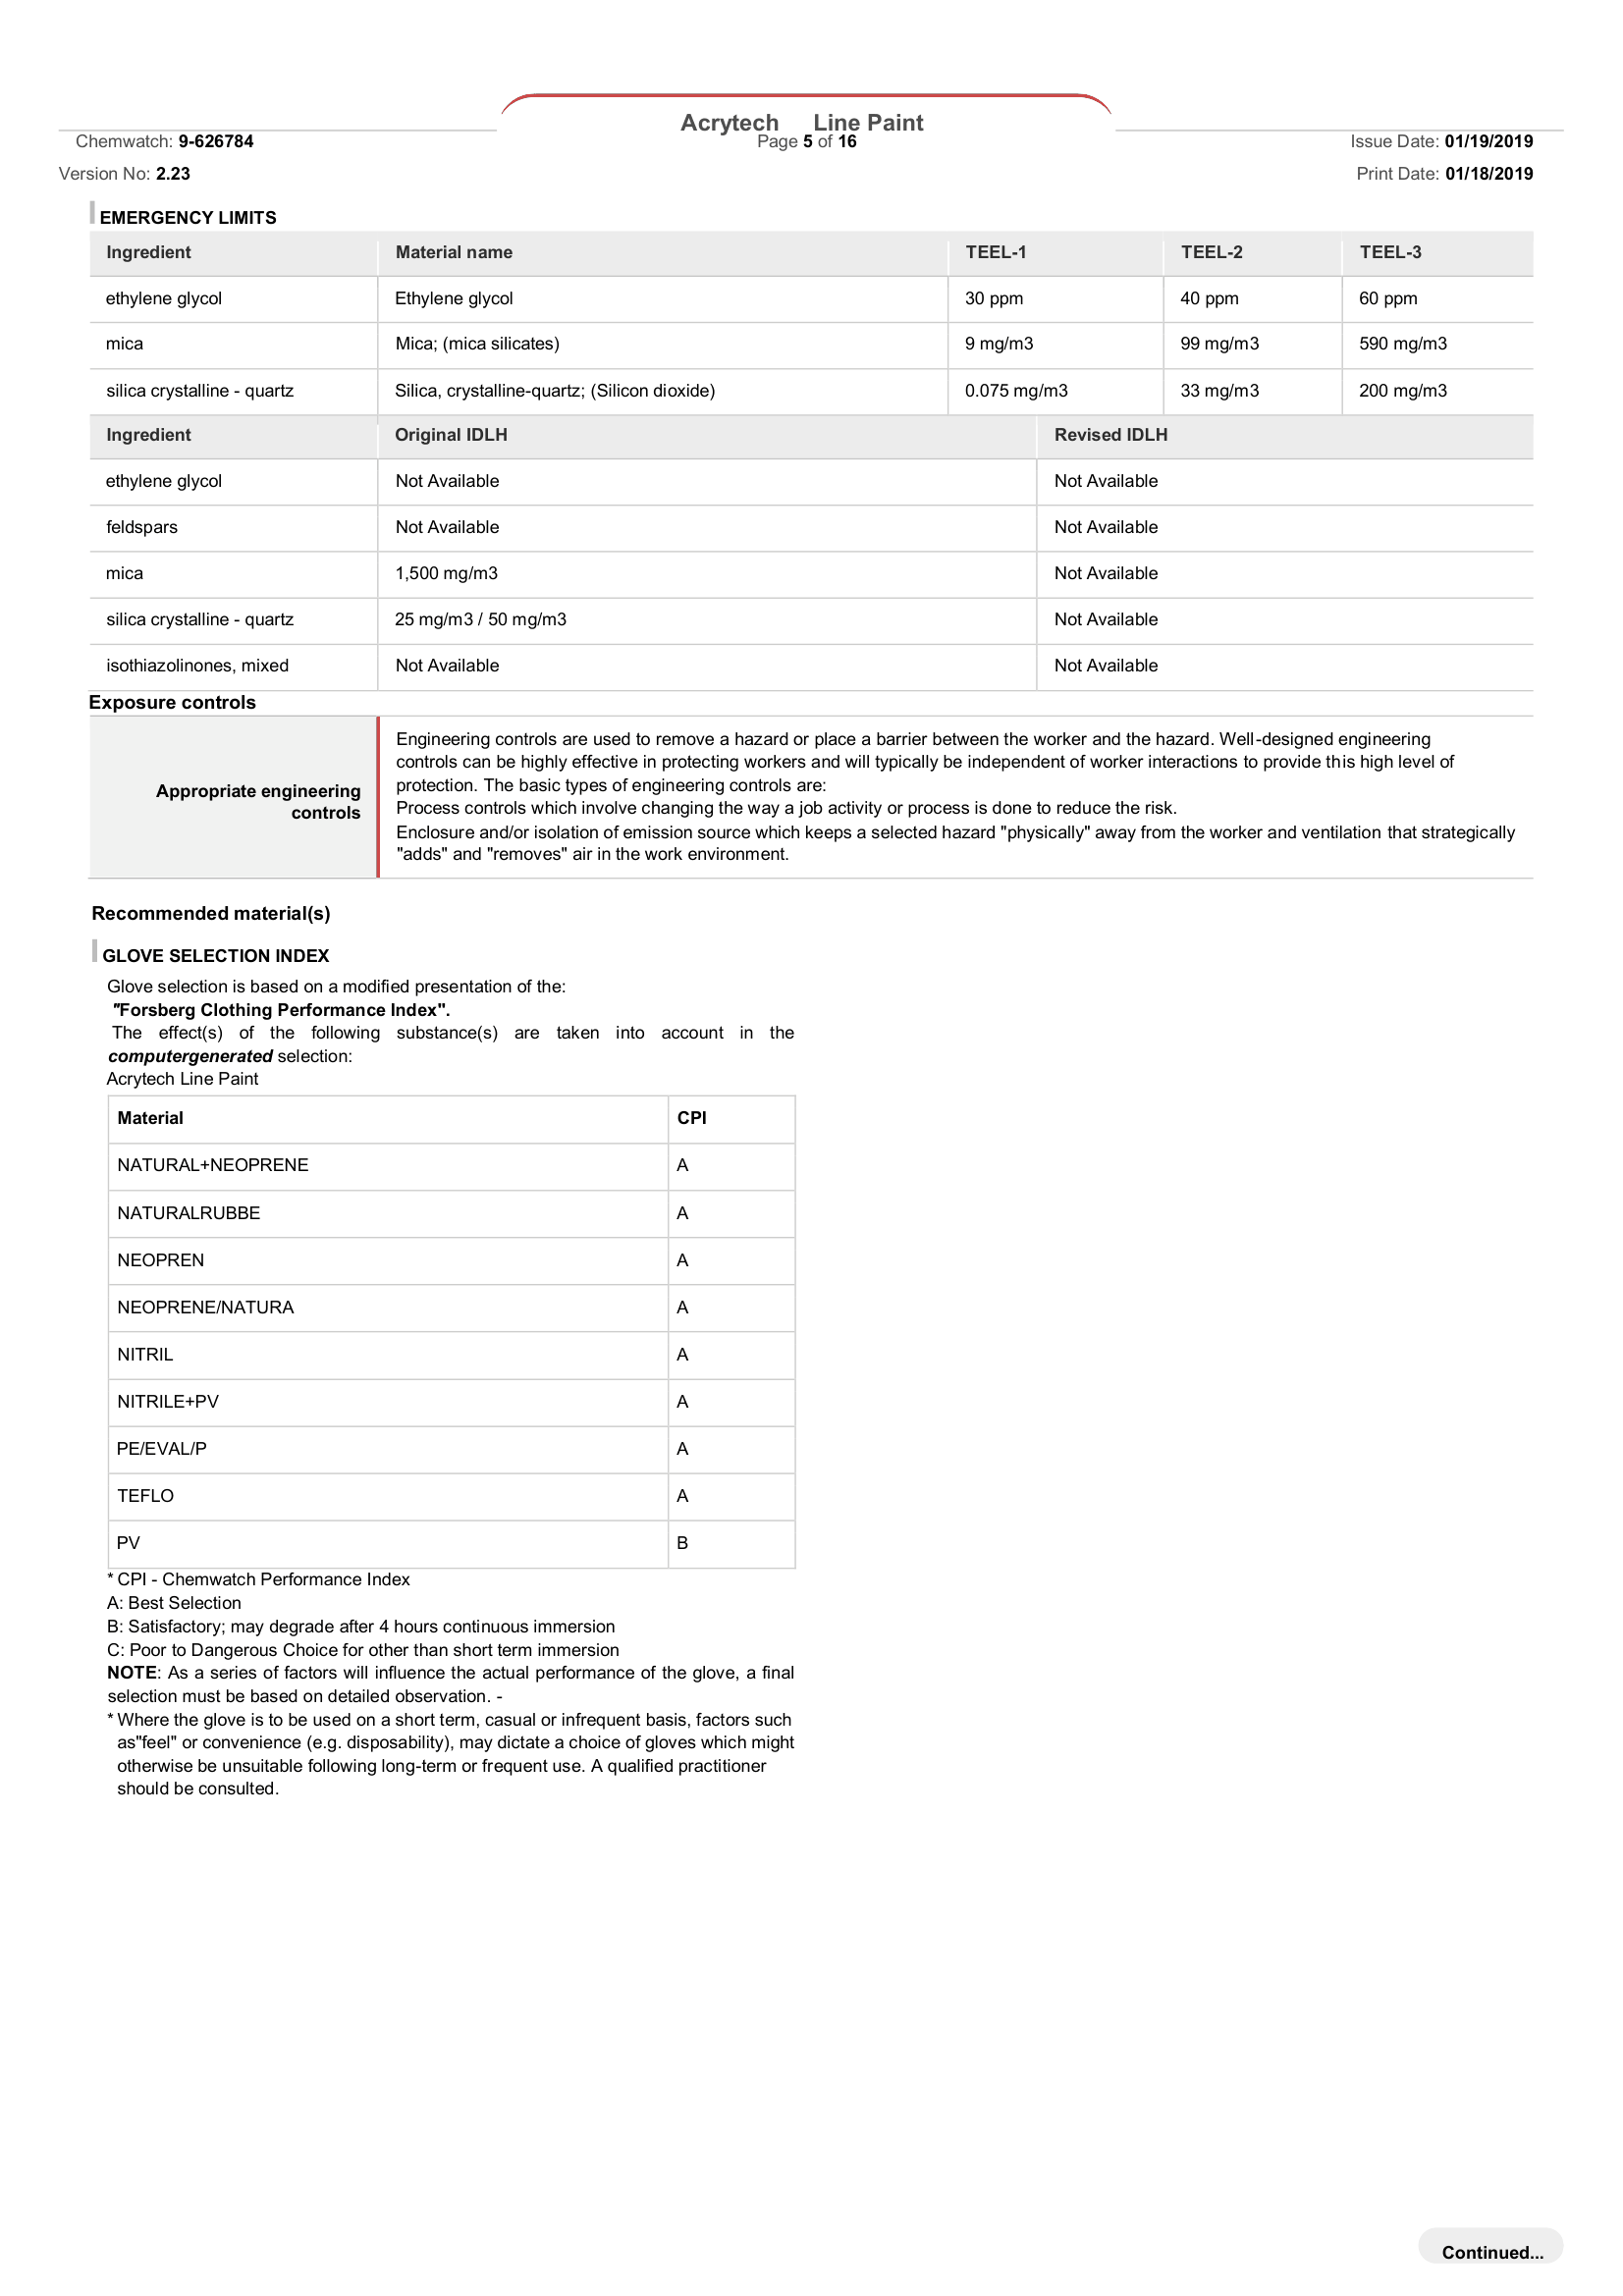 Acrytech Line Paint
Chemwatch: 9-626784 Page 5 of 16 Issue Date: 01/19/2019
Version No: 2.23 Print Date: 01/18/2019
EMERGENCY LIMITS
Ingredient Material name TEEL-1 TEEL-2 TEEL-3
ethylene glycol Ethylene glycol 30 ppm 40 ppm 60 ppm
mica Mica; (mica silicates) 9 mg/m3 99 mg/m3 590 mg/m3
silica crystalline - quartz Silica, crystalline-quartz; (Silicon dioxide) 0.075 mg/m3 33 mg/m3 200 mg/m3
Ingredient Original IDLH Revised IDLH
ethylene glycol Not Available Not Available
feldspars Not Available Not Available
mica 1,500 mg/m3 Not Available
silica crystalline - quartz 25 mg/m3 / 50 mg/m3 Not Available
isothiazolinones, mixed Not Available Not Available
Exposure controls
Appropriate engineering
controls
Engineering controls are used to remove a hazard or place a barrier between the worker and the hazard. Well-designed engineering
controls can be highly effective in protecting workers and will typically be independent of worker interactions to provide this high level of
protection. The basic types of engineering controls are:
Process controls which involve changing the way a job activity or process is done to reduce the risk.
Enclosure and/or isolation of emission source which keeps a selected hazard "physically" away from the worker and ventilation that strategically
"adds" and "removes" air in the work environment.
Recommended material(s)
GLOVE SELECTION INDEX
Glove selection is based on a modified presentation of the:
"Forsberg Clothing Performance Index".
The effect(s) of the following substance(s) are taken into account in the
computergenerated selection:
Acrytech Line Paint
Material CPI
NATURAL+NEOPRENE A
NATURALRUBBE A
NEOPREN A
NEOPRENE/NATURA A
NITRIL A
NITRILE+PV A
PE/EVAL/P A
TEFLO A
PV B
* CPI - Chemwatch Performance Index
A: Best Selection
B: Satisfactory; may degrade after 4 hours continuous immersion
C: Poor to Dangerous Choice for other than short term immersion
NOTE: As a series of factors will influence the actual performance of the glove, a final
selection must be based on detailed observation. -
* Where the glove is to be used on a short term, casual or infrequent basis, factors such
as"feel" or convenience (e.g. disposability), may dictate a choice of gloves which might
otherwise be unsuitable following long-term or frequent use. A qualified practitioner
should be consulted.
Continued...